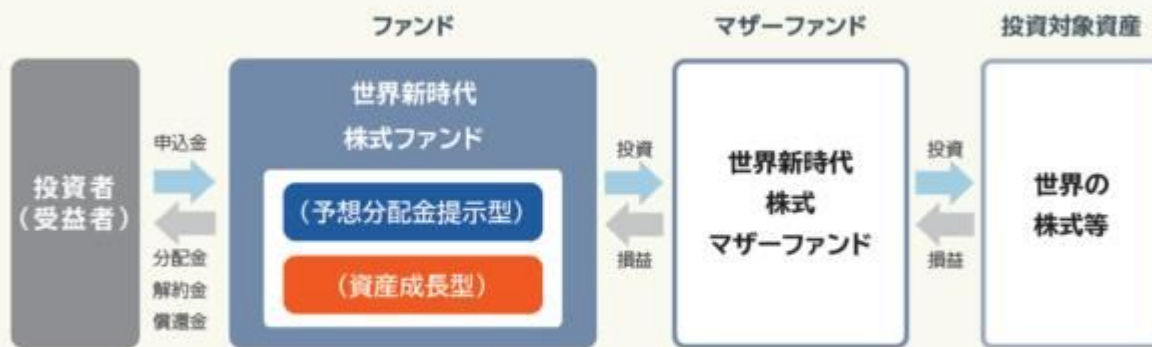 ファンド
マザーファンド
投資対象資産
投資者
（受益者）
申込金
分配金
解約金
償還金
世界新時代
株式ファンド
（予想分配金提示型）
（資産成長型）
投資
損益
世界新時代
株式
マザーファンド
投資
損益
世界の
株式等